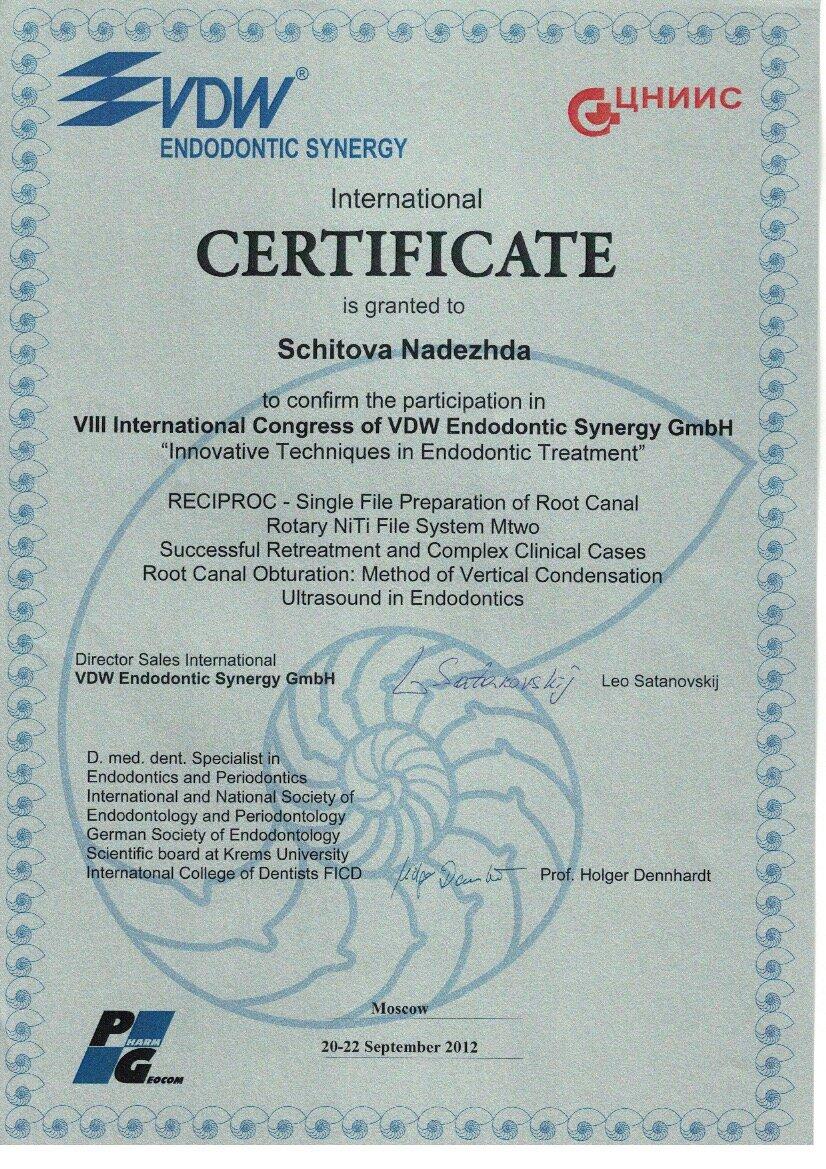 VDW®
ENDODONTIC SYNERGY
ЦНИИС
International
CERTIFICATE
is granted to
Schitova Nadezhda
to confirm the participation in
VIII International Congress of VDW Endodontic Synergy GmbH
“Innovative Techniques in Endodontic Treatment”
RECIPROC - Single File Preparation of Root Canal
Rotary NiTi File System Mtwo
Successful Retreatment and Complex Clinical Cases
Root Canal Obturation: Method of Vertical Condensation
Ultrasound in Endodontics
Director Sales International
VDW Endodontic Synergy GmbH
L Satanovskij
Leo Satanovskij
D. med. dent. Specialist in
Endodontics and Periodontics
International and National Society of
Endodontology and Periodontology
German Society of Endodontology
Scientific board at Krems University
Internatonal College of Dentists FICD
Prof. Holger Dennhardt
Moscow
20-22 September 2012
PHARM
GEOCOM